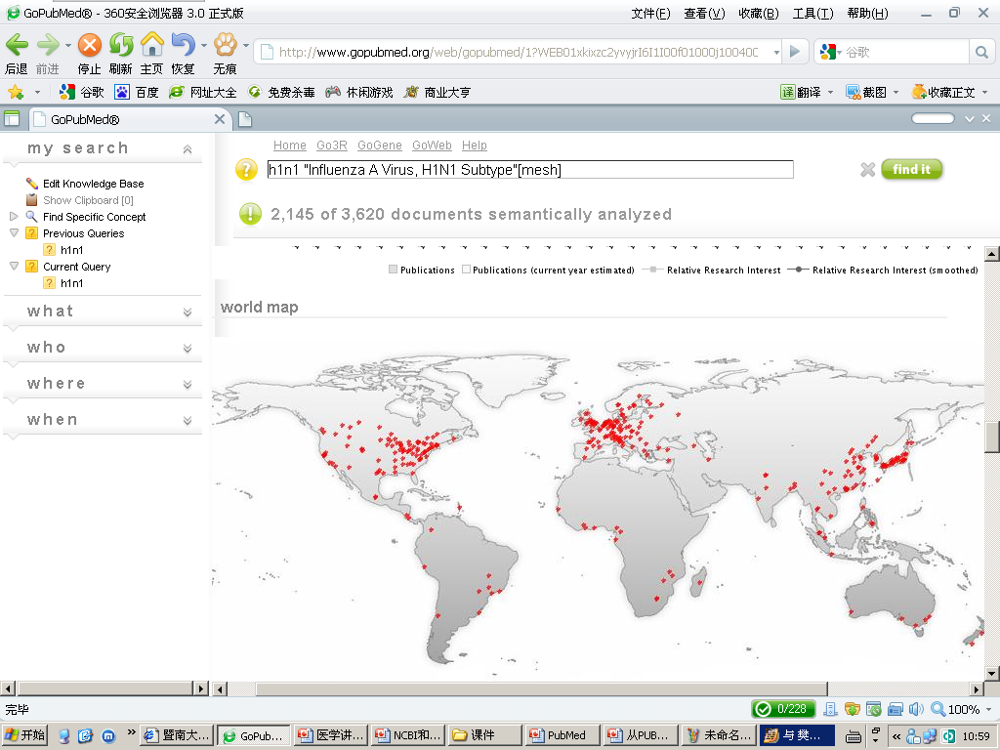 GoPubMed® - 360安全浏览器 3.0 正式版
文件(F) 查看(V) 收藏(B) 工具(T) 帮助(H)
http://www.gopubmed.org/web/gopubmed/1?WEB01xkixzc2yvyjrI6I1I00f01000j10040C
谷歌
后退 前进 停止 刷新 主页 恢复 无痕
谷歌 百度 网址大全 免费杀毒 休闲游戏 商业大亨 翻译 截图 收藏正文
GoPubMed®
my search
Home Go3R GoGene GoWeb Help
h1n1 "Influenza A Virus, H1N1 Subtype"[mesh]
find it
Edit Knowledge Base
Show Clipboard [0]
Find Specific Concept
Previous Queries
h1n1
Current Query
h1n1
2,145 of 3,620 documents semantically analyzed
Publications Publications (current year estimated) Relative Research Interest Relative Research Interest (smoothed)
what
who
where
when
world map
完毕
0/228
100%
开始
暨南大...
GoPub...
医学讲...
NCBI和...
课件
PubMed
从PUB...
未命名...
与 樊...
10:59